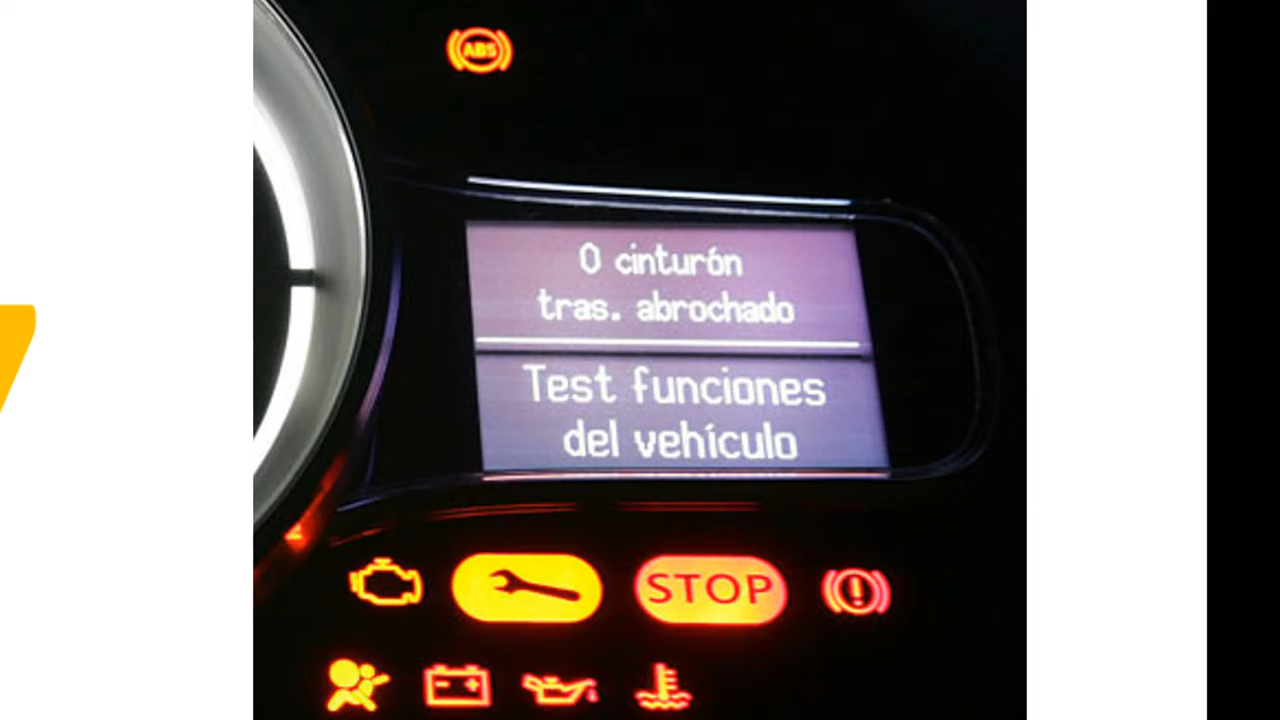 ABS
0 cinturón
tras. abrochado
Test funciones
del vehículo
STOP